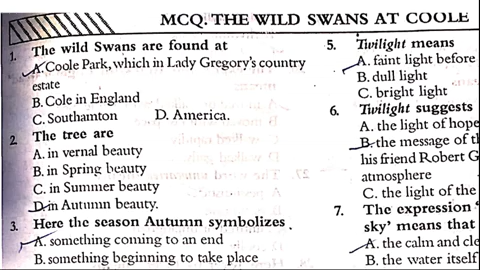 MCQ. THE WILD SWANS AT COOLE
1. The wild Swans are found at
A. Coole Park, which in Lady Gregory's country
estate
B. Cole in England
C. Southamton D. America.
2. The tree are
A. in vernal beauty
B. in Spring beauty
C. in Summer beauty
D. in Autumn beauty.
3. Here the season Autumn symbolizes.
A. something coming to an end
B. something beginning to take place
5. Twilight means
A. faint light before
B. dull light
C. bright light
6. Twilight suggests
A. the light of hope
B. the message of th
his friend Robert G
atmosphere
C. the light of the
7. The expression '
sky' means that
A. the calm and cle
B. the water itself